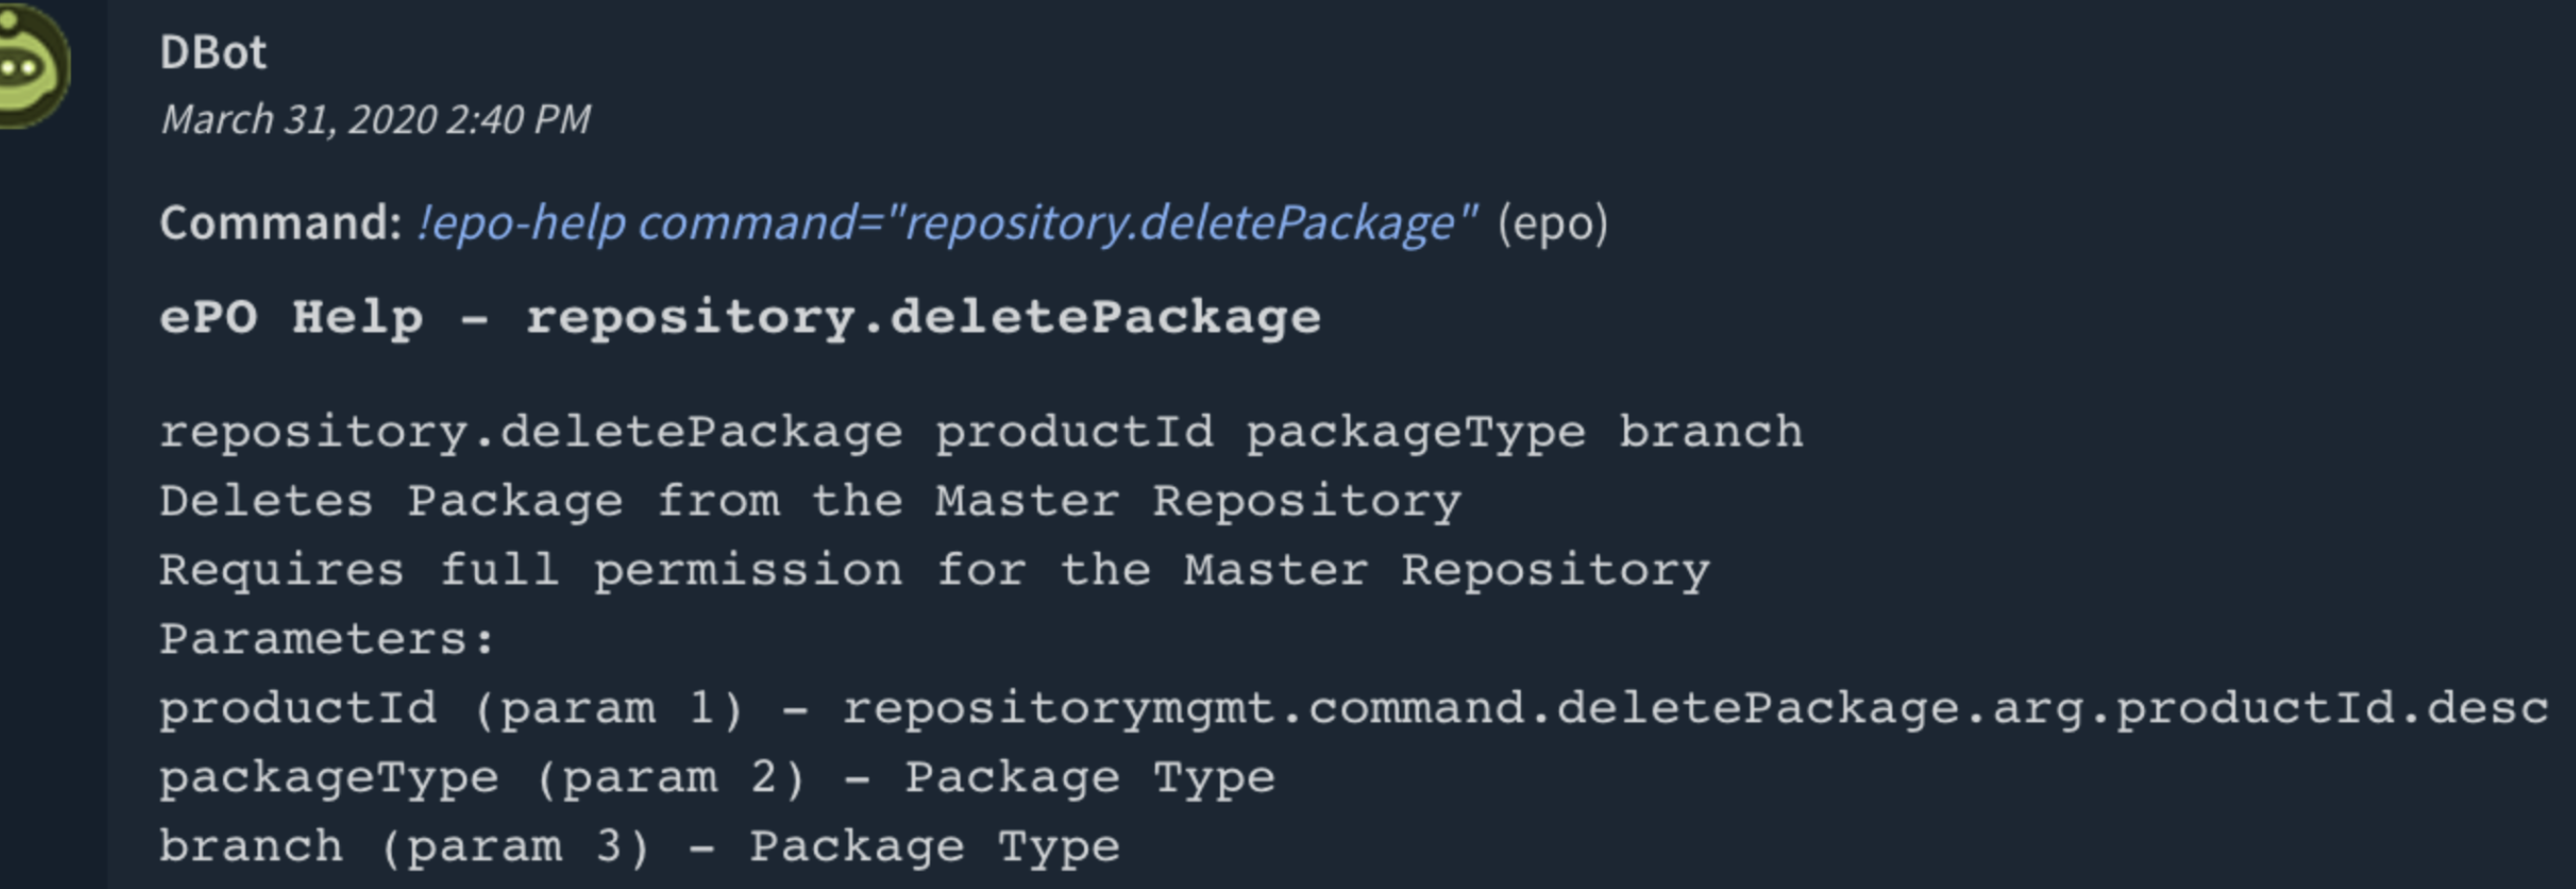 DBot
March 31, 2020 2:40 PM
Command: !epo-help command="repository.deletePackage" (epo)
ePO Help - repository.deletePackage
repository.deletePackage productId packageType branch
Deletes Package from the Master Repository
Requires full permission for the Master Repository
Parameters:
productId (param 1) - repositorymgmt.command.deletePackage.arg.productId.desc
packageType (param 2) - Package Type
branch (param 3) - Package Type